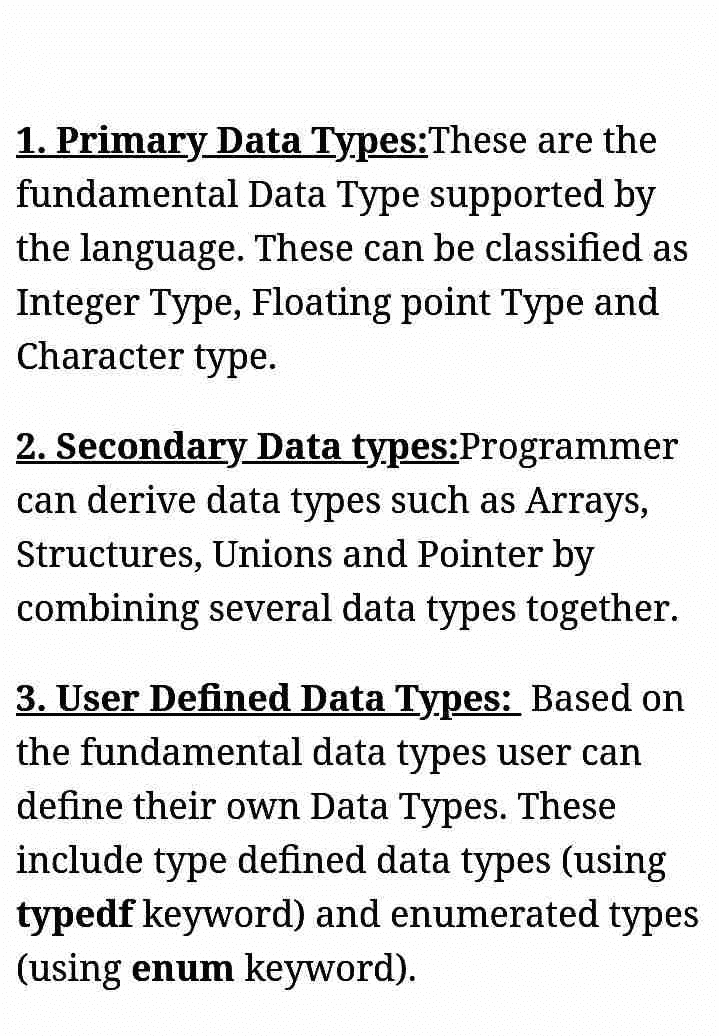 1. Primary Data Types:These are the
fundamental Data Type supported by
the language. These can be classified as
Integer Type, Floating point Type and
Character type.
2. Secondary Data types:Programmer
can derive data types such as Arrays,
Structures, Unions and Pointer by
combining several data types together.
3. User Defined Data Types:  Based on
the fundamental data types user can
define their own Data Types. These
include type defined data types (using
typedf keyword) and enumerated types
(using enum keyword).